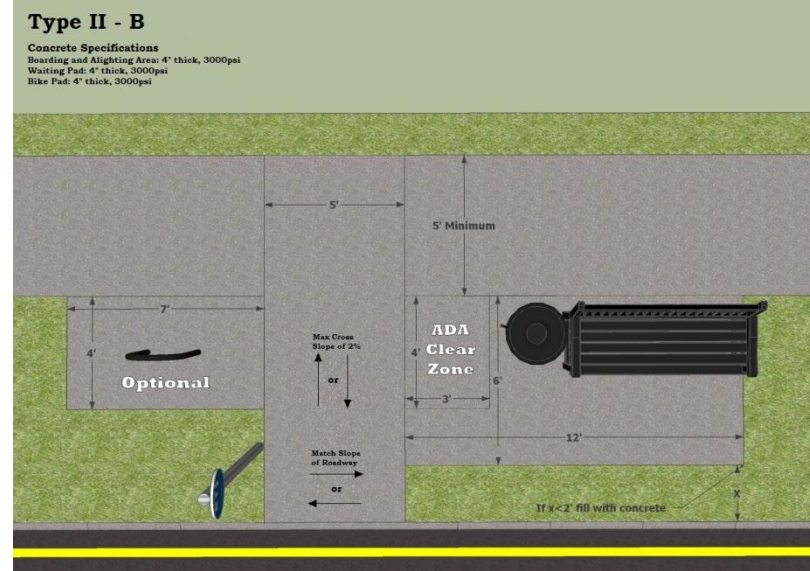 Type II - B
Concrete Specifications
Boarding and Alighting Area: 4" thick, 3000psi
Waiting Pad: 4" thick, 3000psi
Bike Pad: 4" thick, 3000psi
5'
5' Minimum
7'
4'
Optional
Max Cross
Slope of 2%
or
ADA
Clear
Zone
4'
3'
6'
12'
Match Slope
of Roadway
or
X
If x<2' fill with concrete